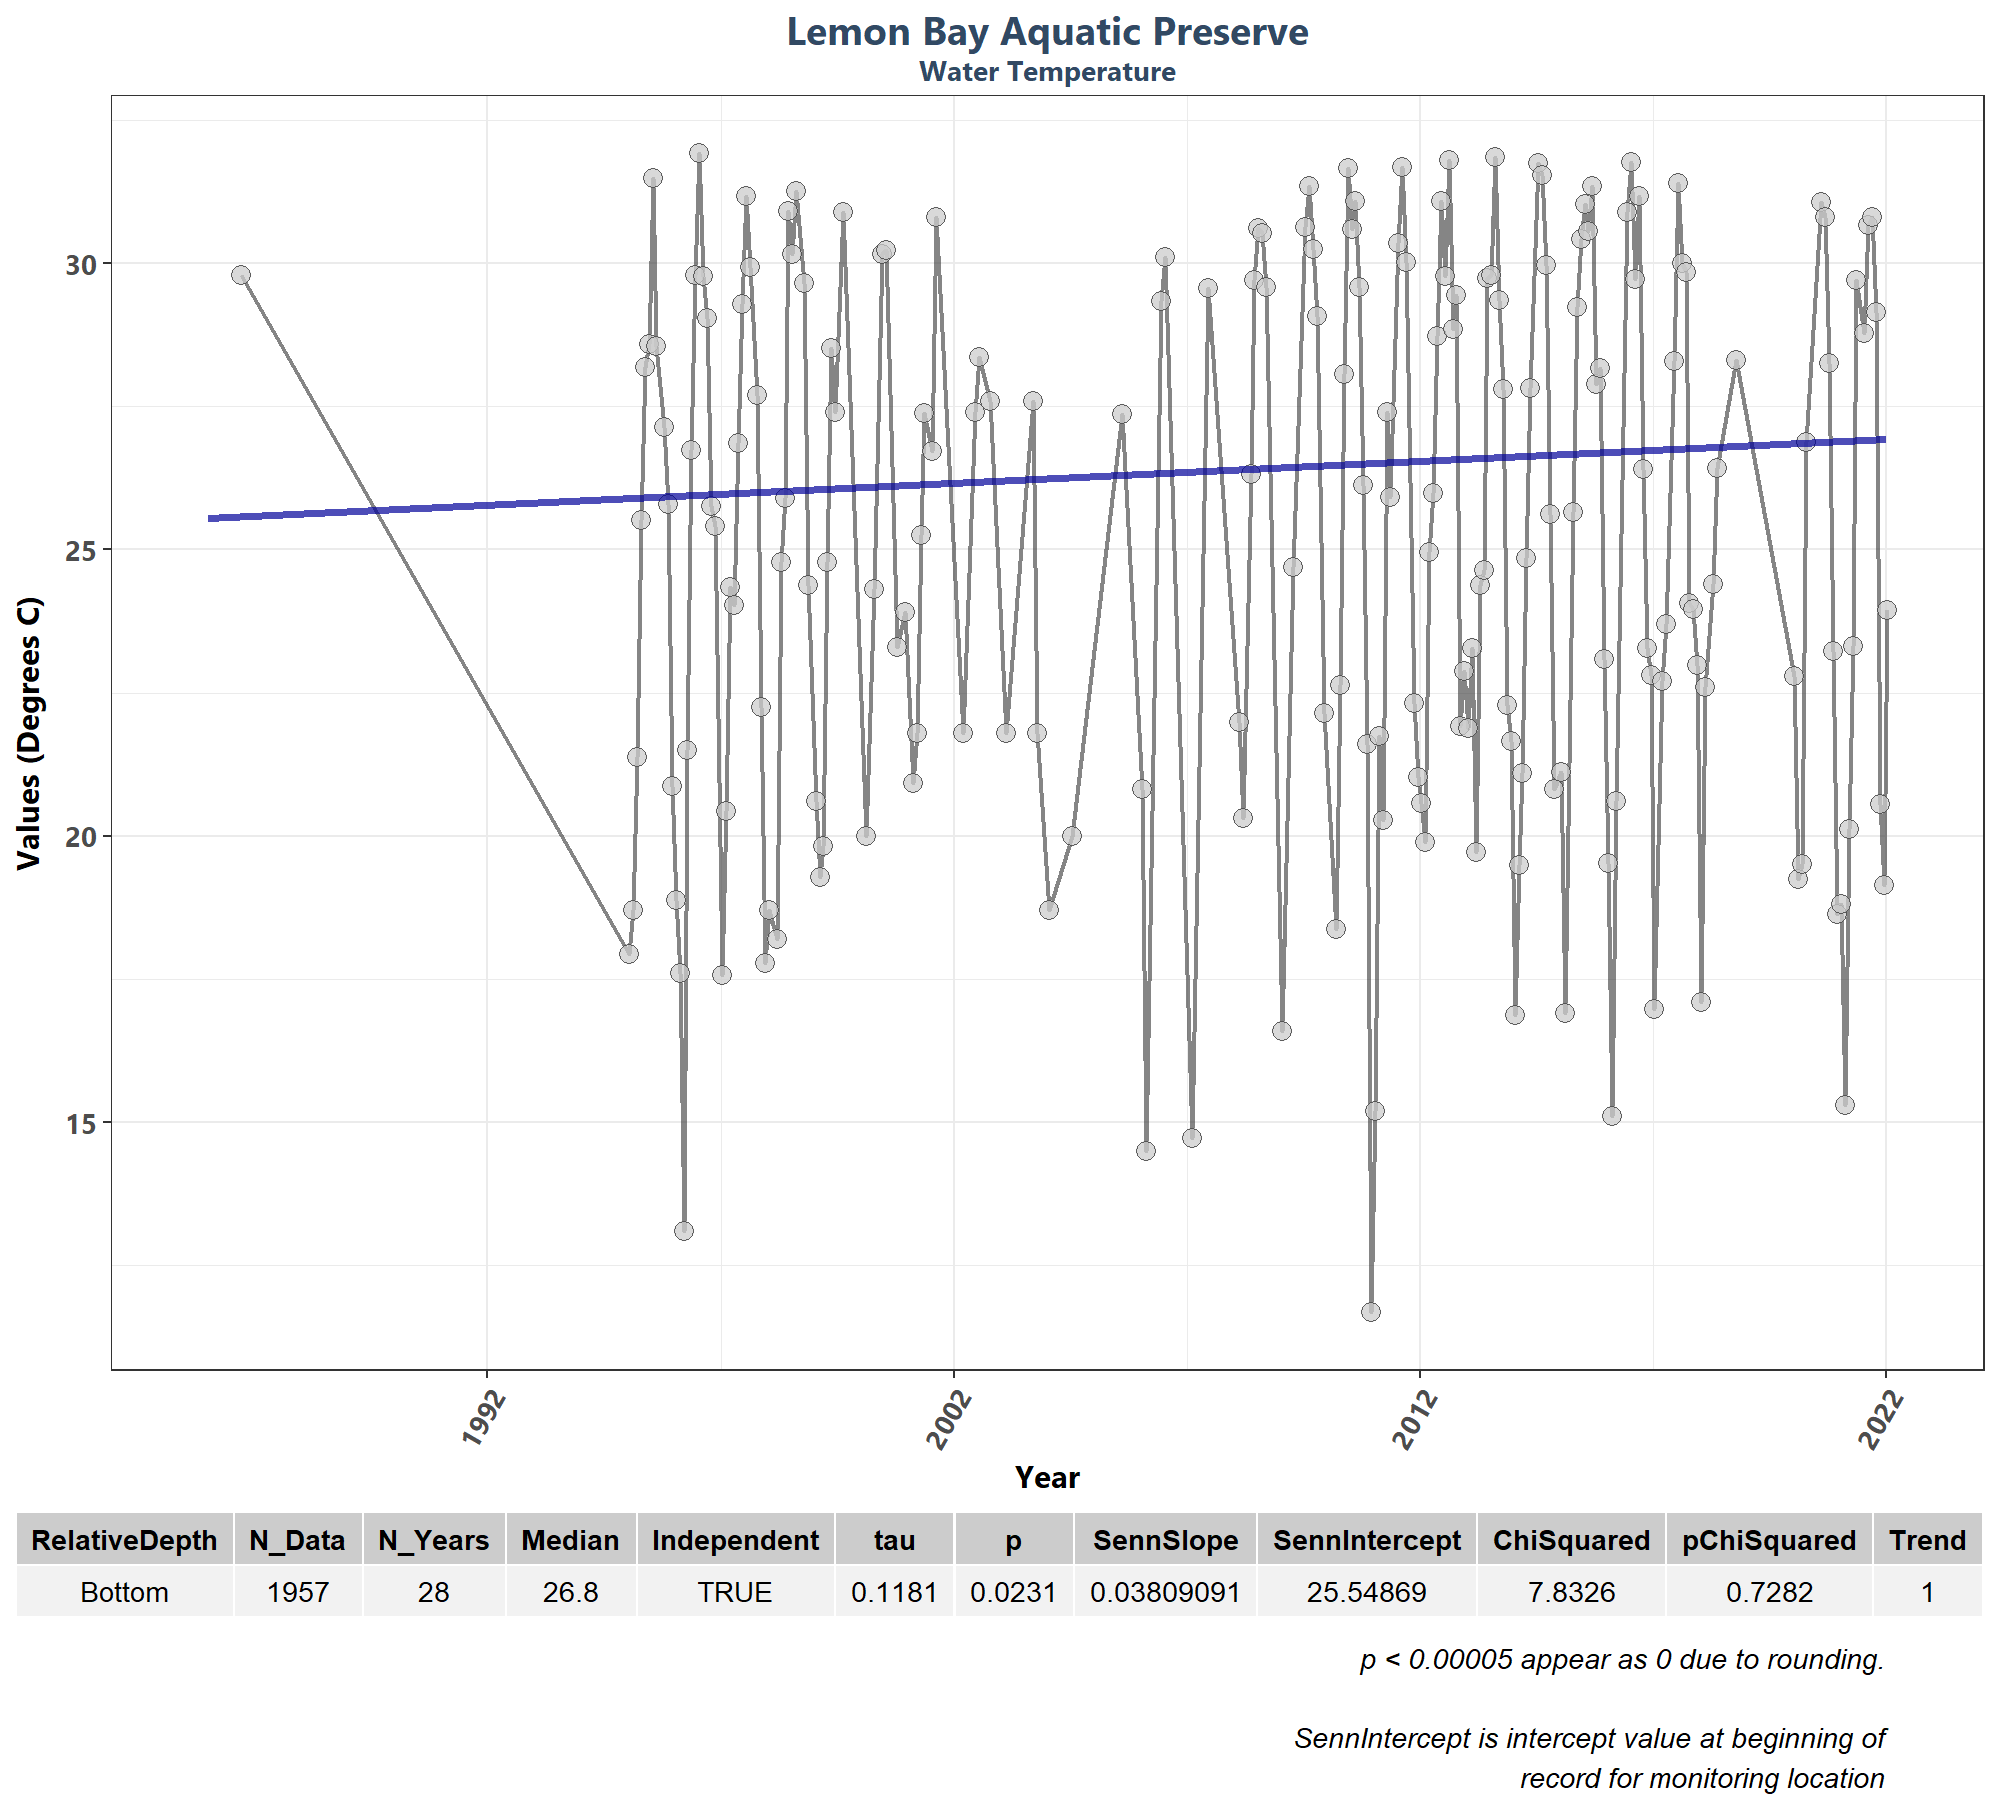 Lemon Bay Aquatic Preserve
Water Temperature
Values (Degrees C)
30
25
20
15
1992
2002
2012
2022
Year
RelativeDepth N_Data N_Years Median Independent tau p SennSlope SennIntercept ChiSquared pChiSquared Trend
Bottom 1957 28 26.8 TRUE 0.1181 0.0231 0.03809091 25.54869 7.8326 0.7282 1
p < 0.00005 appear as 0 due to rounding.
SennIntercept is intercept value at beginning of
record for monitoring location